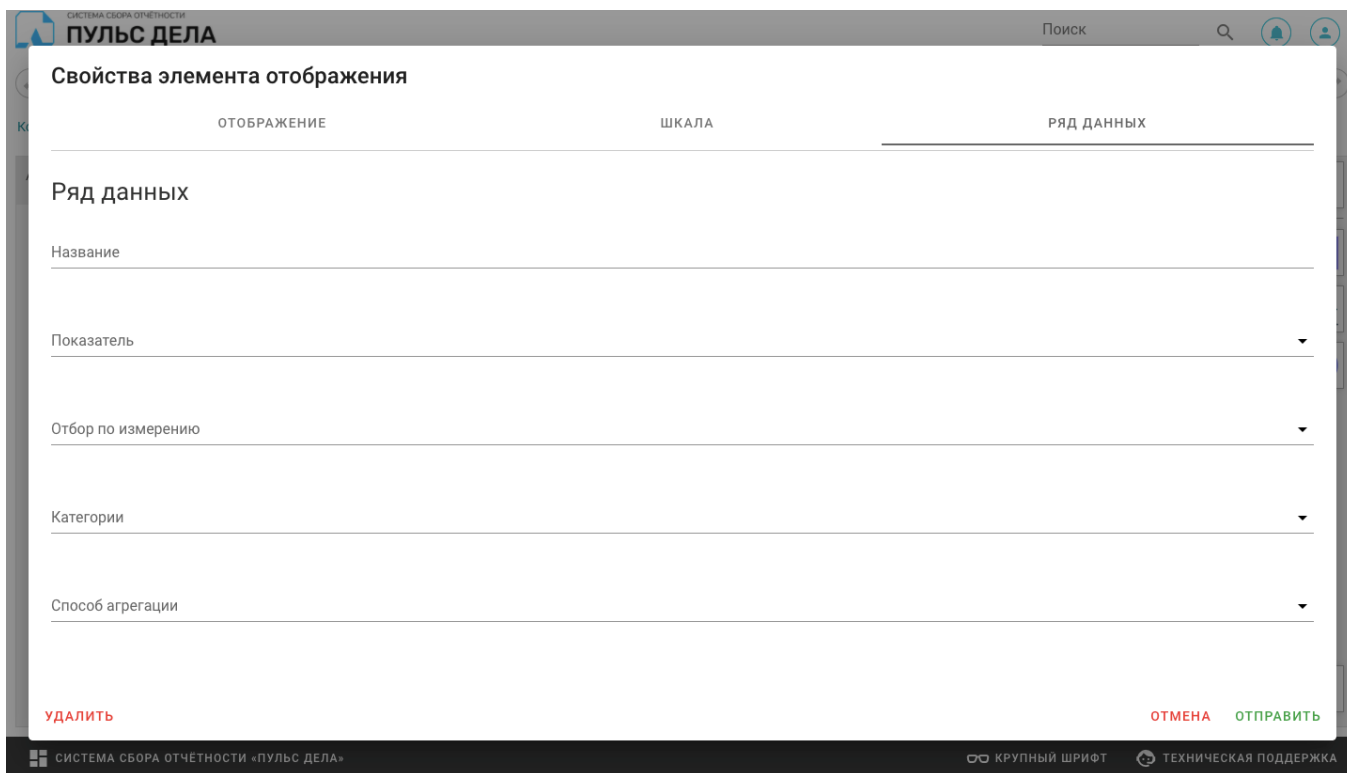 СИСТЕМА СБОРА ОТЧЁТНОСТИ
ПУЛЬС ДЕЛА
Поиск
Свойства элемента отображения
ОТОБРАЖЕНИЕ
ШКАЛА
РЯД ДАННЫХ
Ряд данных
Название
Показатель
Отбор по измерению
Категории
Способ агрегации
УДАЛИТЬ
ОТМЕНА
ОТПРАВИТЬ
СИСТЕМА СБОРА ОТЧЁТНОСТИ «ПУЛЬС ДЕЛА»
КРУПНЫЙ ШРИФТ
ТЕХНИЧЕСКАЯ ПОДДЕРЖКА